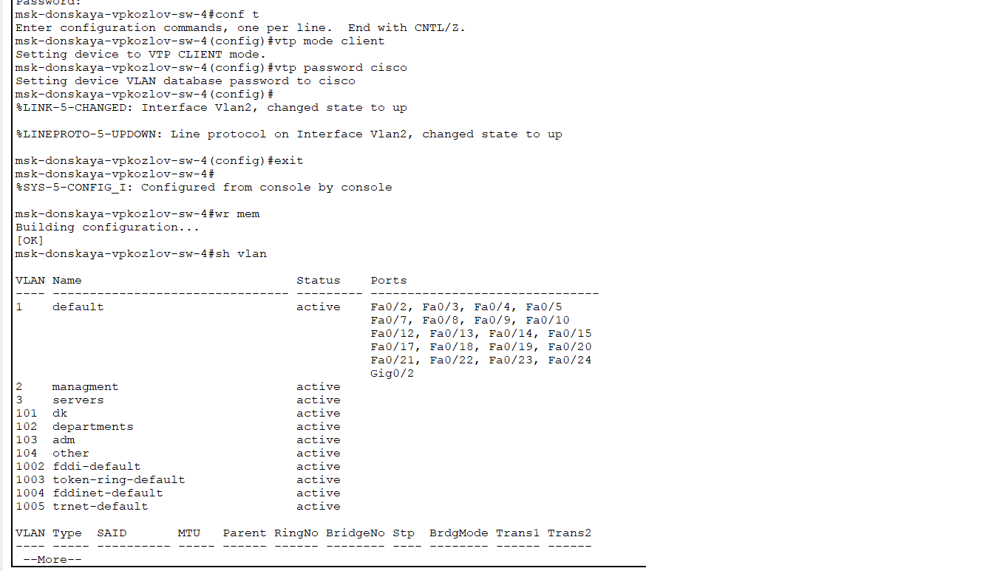 Password:
msk-donskaya-vpkozlov-sw-4#conf t
Enter configuration commands, one per line.  End with CNTL/Z.
msk-donskaya-vpkozlov-sw-4(config)#vtp mode client
Setting device to VTP CLIENT mode.
msk-donskaya-vpkozlov-sw-4(config)#vtp password cisco
Setting device VLAN database password to cisco
msk-donskaya-vpkozlov-sw-4(config)#
%LINK-5-CHANGED: Interface Vlan2, changed state to up
%LINEPROTO-5-UPDOWN: Line protocol on Interface Vlan2, changed state to up
msk-donskaya-vpkozlov-sw-4(config)#exit
msk-donskaya-vpkozlov-sw-4#
%SYS-5-CONFIG_I: Configured from console by console
msk-donskaya-vpkozlov-sw-4#wr mem
Building configuration...
[OK]
msk-donskaya-vpkozlov-sw-4#sh vlan
VLAN Name                             Status    Ports
---- -------------------------------- --------- -------------------------------
1    default                          active    Fa0/2, Fa0/3, Fa0/4, Fa0/5
                                                Fa0/7, Fa0/8, Fa0/9, Fa0/10
                                                Fa0/12, Fa0/13, Fa0/14, Fa0/15
                                                Fa0/17, Fa0/18, Fa0/19, Fa0/20
                                                Fa0/21, Fa0/22, Fa0/23, Fa0/24
                                                Gig0/2
2    managment                        active
3    servers                          active
101  dk                               active
102  departments                      active
103  adm                              active
104  other                            active
1002 fddi-default                     active
1003 token-ring-default               active
1004 fddinet-default                  active
1005 trnet-default                    active
VLAN Type  SAID       MTU   Parent RingNo BridgeNo Stp  BrdgMode Trans1 Trans2
---- ----- ---------- ----- ------ ------ -------- ---- -------- ------ ------
 --More--